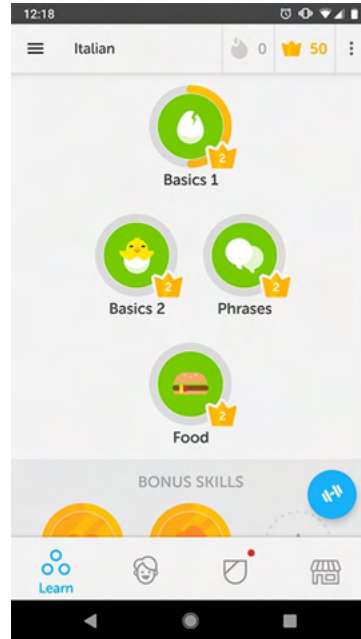 12:18
Italian 0 50
2
Basics 1
2 2
Basics 2 Phrases
2
Food
BONUS SKILLS
Learn